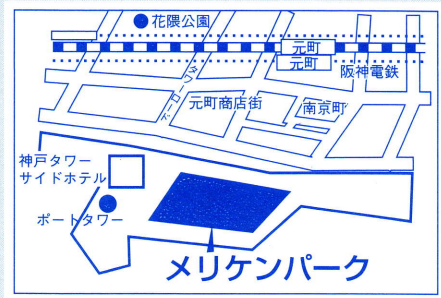 花隈公園
元町
元町
阪神電鉄
タワーロード
元町商店街
南京町
神戸タワー
サイドホテル
ポートタワー
メリケンパーク